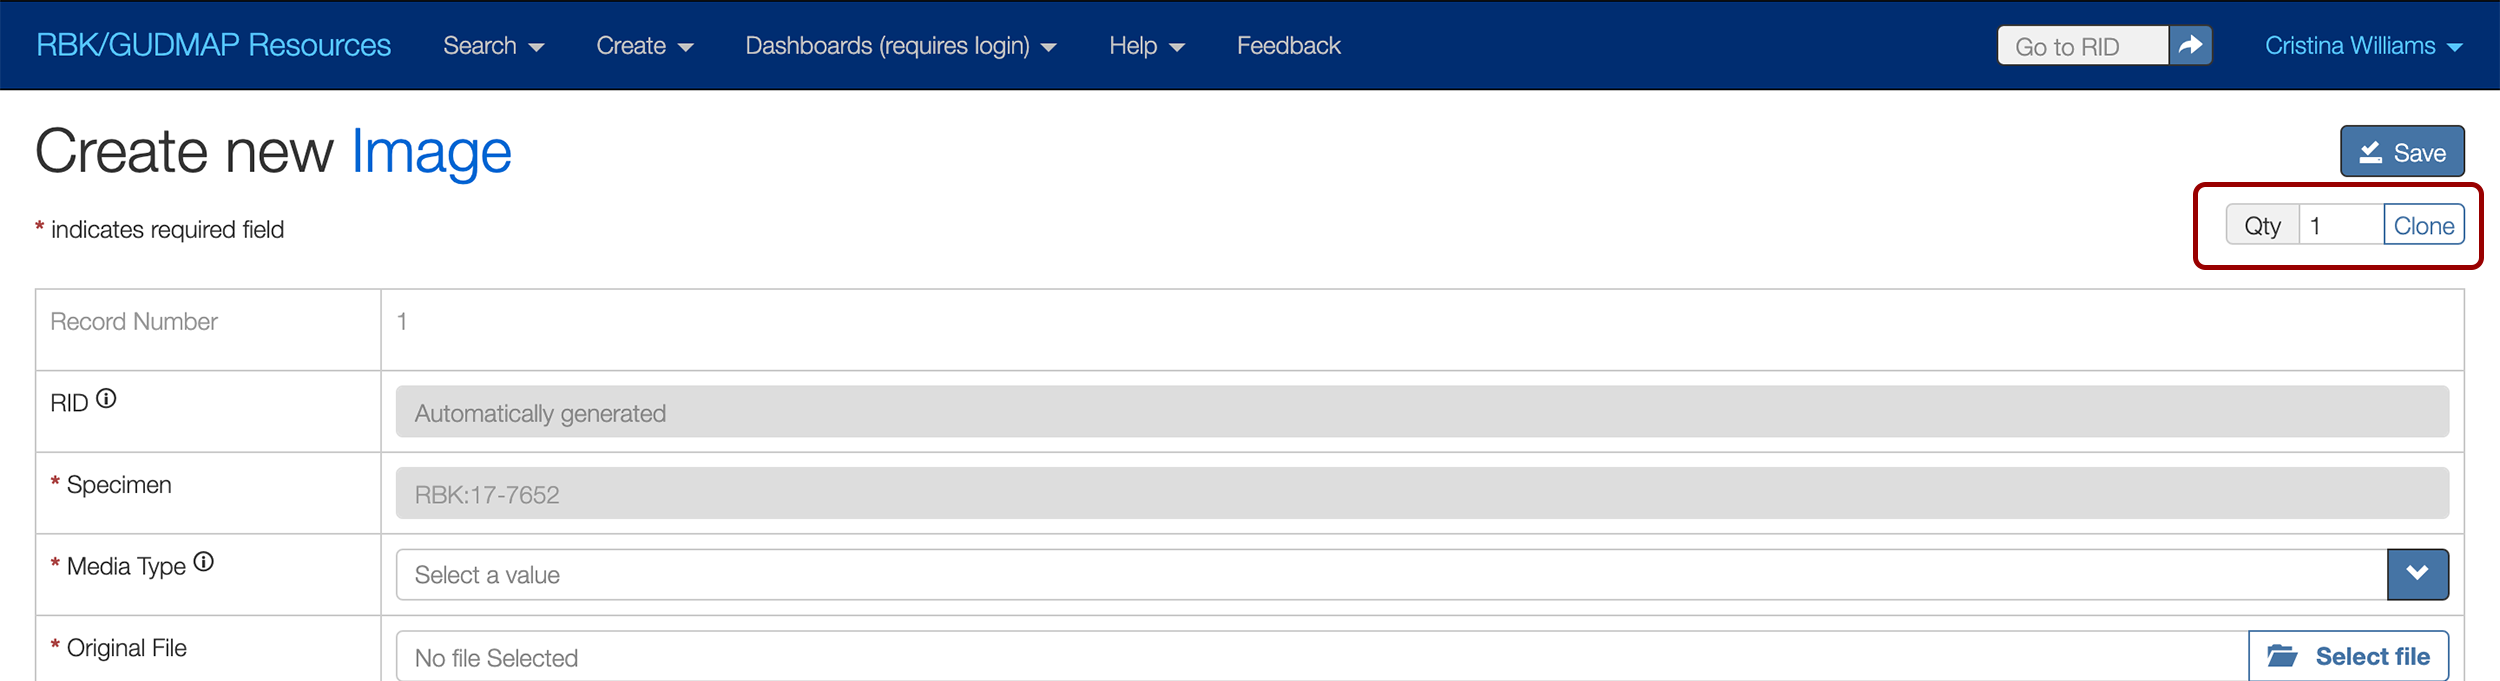 RBK/GUDMAP Resources Search Create Dashboards (requires login) Help Feedback Go to RID Cristina Williams
Create new Image
Save
* indicates required field
Qty 1 Clone
Record Number 1
RID Automatically generated
* Specimen RBK:17-7652
* Media Type Select a value
* Original File No file Selected Select file